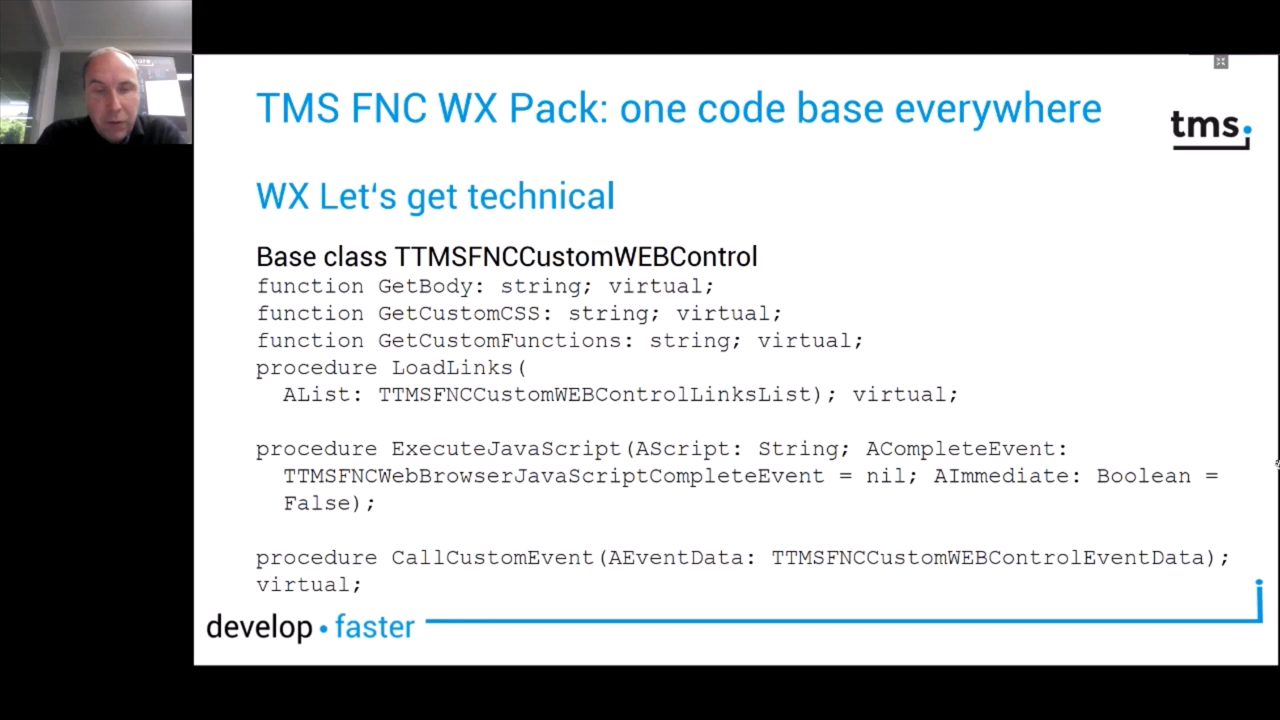 TMS FNC WX Pack: one code base everywhere
tms.
WX Let‘s get technical
Base class TTMSFNCCustomWEBControl
function GetBody: string; virtual;
function GetCustomCSS: string; virtual;
function GetCustomFunctions: string; virtual;
procedure LoadLinks(
AList: TTMSFNCCustomWEBControlLinksList); virtual;
procedure ExecuteJavaScript(AScript: String; ACompleteEvent:
TTMSFNCWebBrowserJavaScriptCompleteEvent = nil; AImmediate: Boolean =
False);
procedure CallCustomEvent(AEventData: TTMSFNCCustomWEBControlEventData);
virtual;
develop • faster